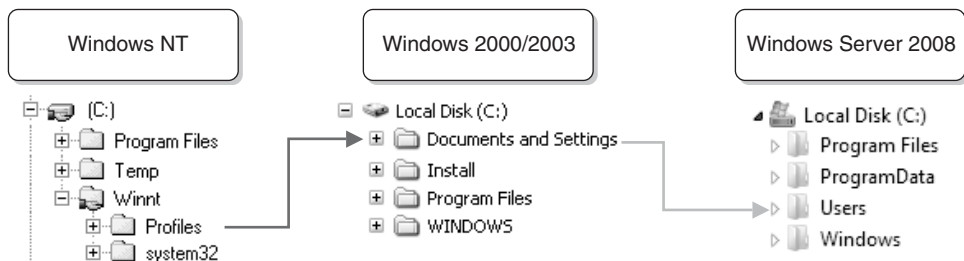 Windows NT
(C:)
Program Files
Temp
Winnt
Profiles
system32
Windows 2000/2003
Local Disk (C:)
Documents and Settings
Install
Program Files
WINDOWS
Windows Server 2008
Local Disk (C:)
Program Files
ProgramData
Users
Windows